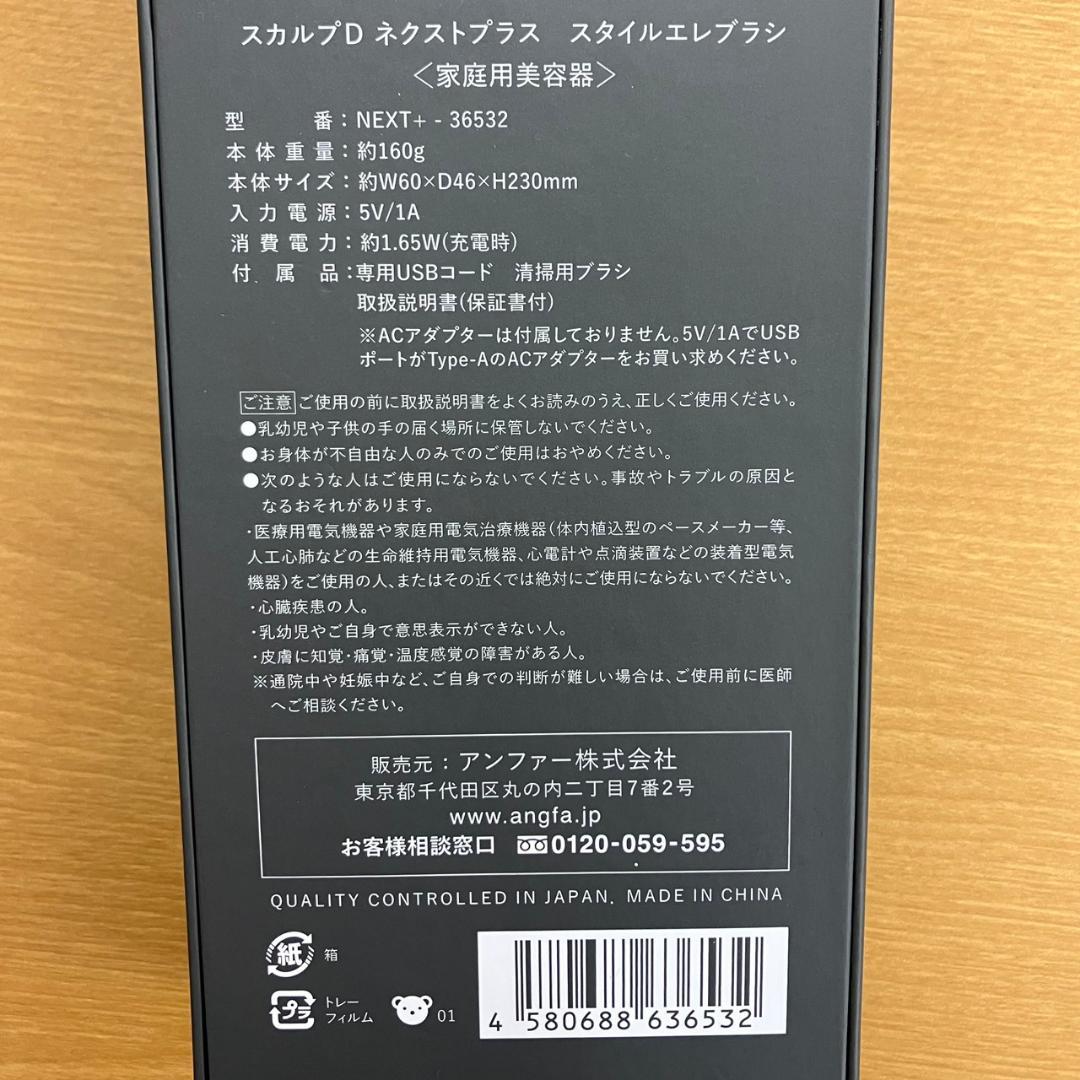 スカルプD ネクストプラス スタイルエレブラシ
〈家庭用美容器〉
型番：NEXT+ - 36532
本体重量：約160g
本体サイズ：約W60×D46×H230mm
入力電源：5V/1A
消費電力：約1.65W(充電時)
付属品：専用USBコード 清掃用ブラシ
取扱説明書(保証書付)
※ACアダプターは付属しておりません。5V/1AでUSB
ポートがType-AのACアダプターをお買い求めください。
ご注意 ご使用の前に取扱説明書をよくお読みのうえ、正しくご使用ください。
●乳幼児や子供の手の届く場所に保管しないでください。
●お身体が不自由な人のみでのご使用はおやめください。
●次のような人はご使用にならないでください。事故やトラブルの原因と
なるおそれがあります。
・医療用電気機器や家庭用電気治療機器(体内植込型のペースメーカー等、
人工心肺などの生命維持用電気機器、心電計や点滴装置などの装着型電気
機器)をご使用の人、またはその近くでは絶対にご使用にならないでください。
・心臓疾患の人。
・乳幼児やご自身で意思表示ができない人。
・皮膚に知覚・痛覚・温度感覚の障害がある人。
※通院中や妊娠中など、ご自身での判断が難しい場合は、ご使用前に医師
へご相談ください。
販売元：アンファー株式会社
東京都千代田区丸の内二丁目7番2号
www.angfa.jp
お客様相談窓口 0120-059-595
QUALITY CONTROLLED IN JAPAN. MADE IN CHINA
紙 箱
プラ トレー
フィルム
01
4 580688 636532